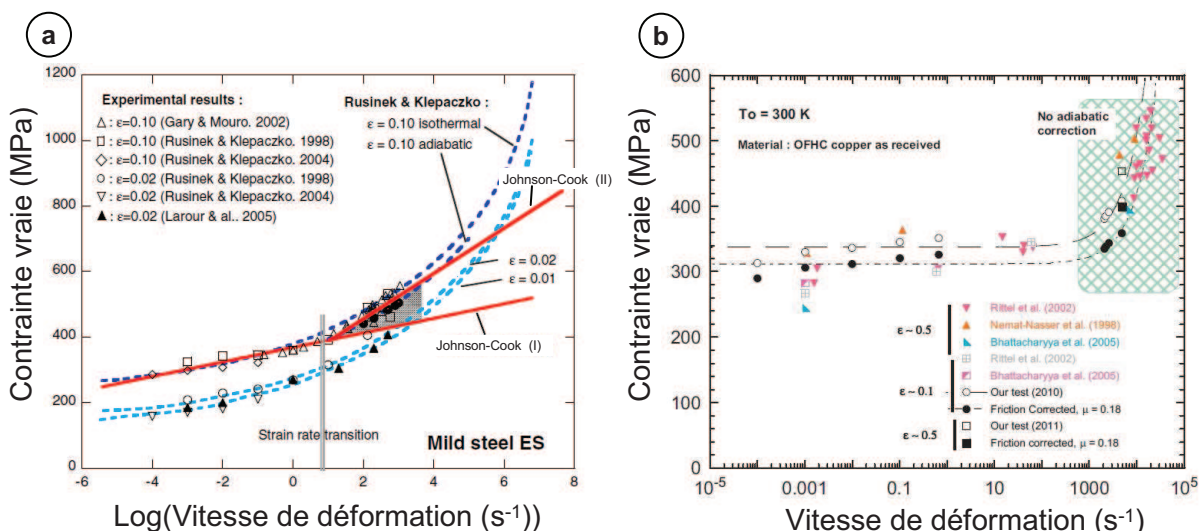 a
Contrainte vraie (MPa)
1200
1000
800
600
400
200
0
Experimental results :
: ε=0.10 (Gary & Mouro. 2002)
: ε=0.10 (Rusinek & Klepaczko. 1998)
: ε=0.10 (Rusinek & Klepaczko. 2004)
: ε=0.02 (Rusinek & Klepaczko. 1998)
: ε=0.02 (Rusinek & Klepaczko. 2004)
: ε=0.02 (Larour & al.. 2005)
Rusinek & Klepaczko :
ε = 0.10 isothermal
ε = 0.10 adiabatic
Johnson-Cook (II)
ε = 0.02
ε = 0.01
Johnson-Cook (I)
Strain rate transition
Mild steel ES
-6 -4 -2 0 2 4 6 8
Log(Vitesse de déformation (s-1))
b
Contrainte vraie (MPa)
600
500
400
300
200
100
0
To = 300 K
Material : OFHC copper as received
No adiabatic
correction
ε ~ 0.5
Rittel et al. (2002)
Nemat-Nasser et al. (1998)
Bhattacharyya et al. (2005)
ε ~ 0.1
Rittel et al. (2002)
Bhattacharyya et al. (2005)
Our test (2010)
Friction Corrected, μ = 0.18
ε ~ 0.5
Our test (2011)
Friction corrected, μ = 0.18
10-5 0.001 0.1 10 1000 105
Vitesse de déformation (s-1)